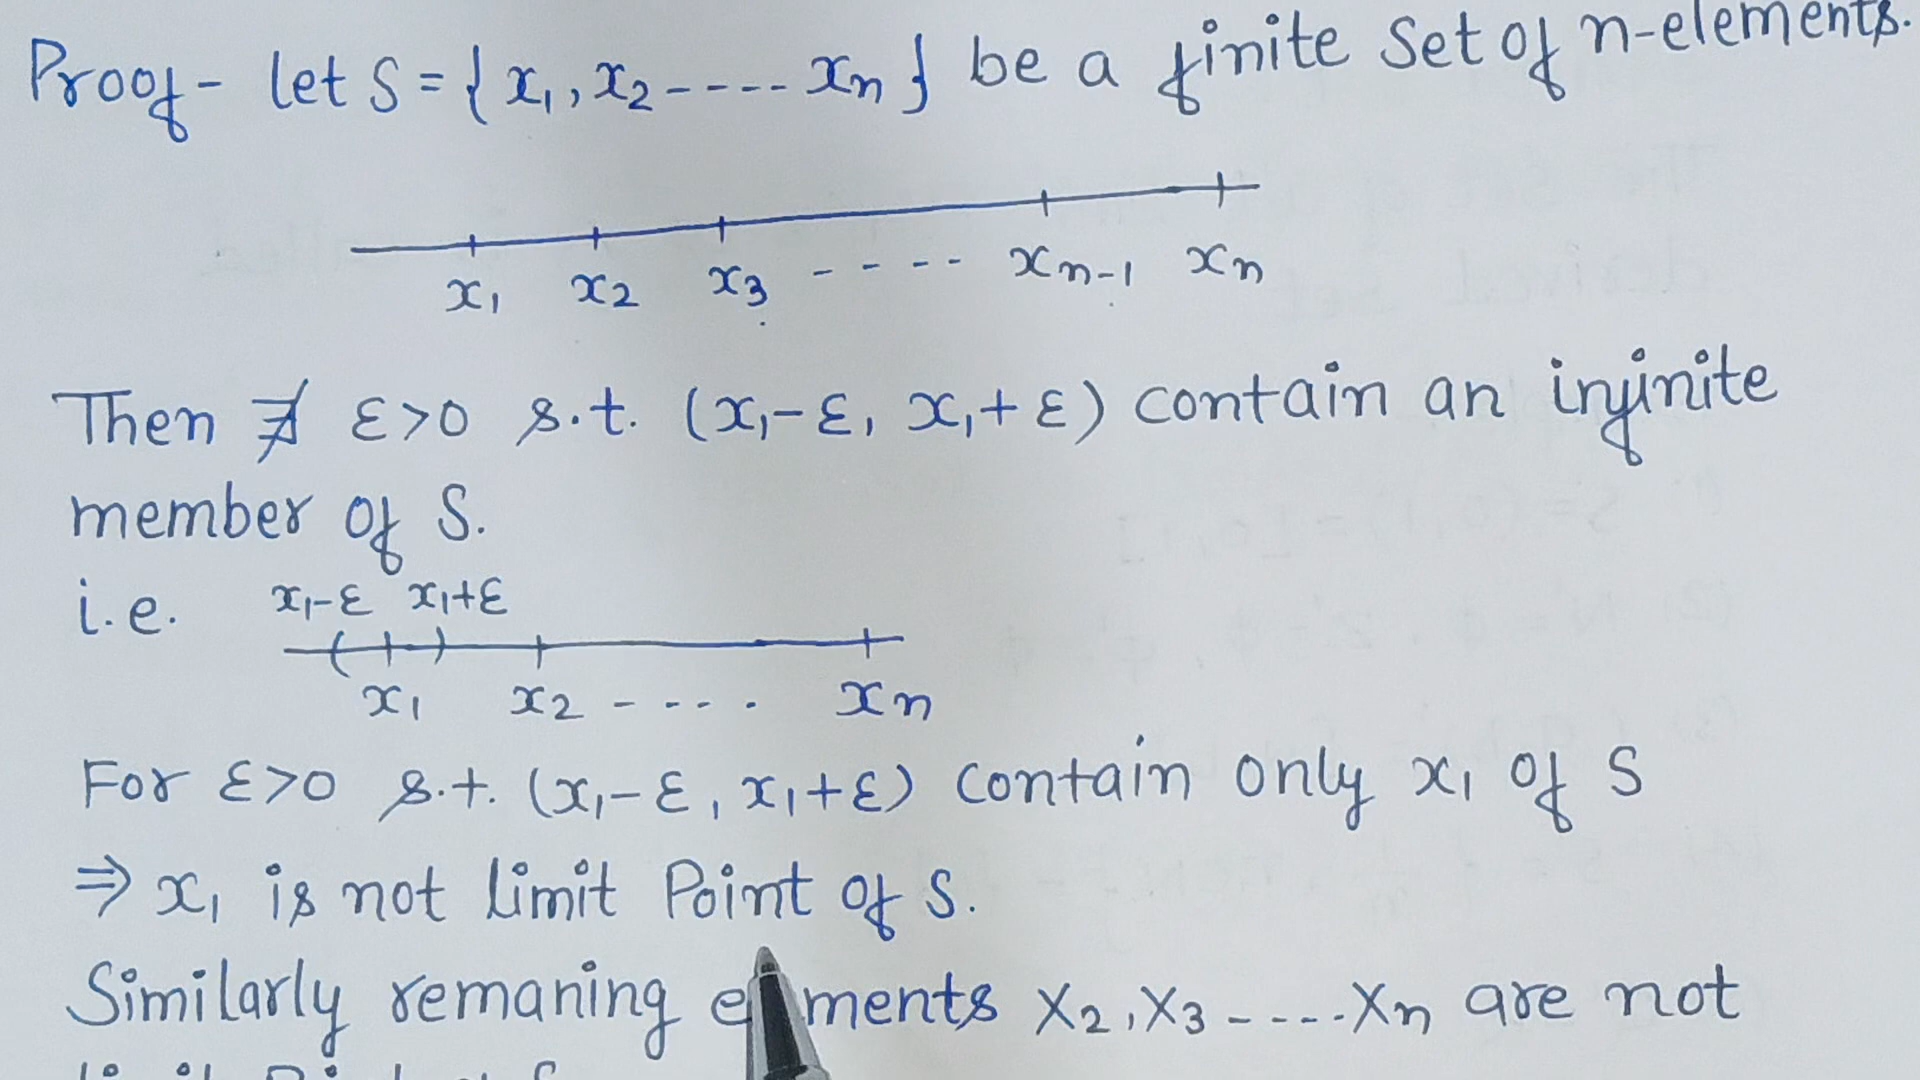 Proof- let S = { x₁, x₂ ----- xₙ } be a finite set of n-elements.
x₁ x₂ x₃ ----- xₙ₋₁ xₙ
Then ∄ ε>0 s.t. (x₁-ε, x₁+ε) contain an infinite
member of S.
i.e. x₁-ε x₁+ε
x₁ x₂ ----- xₙ
For ε>0 s.t. (x₁-ε, x₁+ε) contain only x₁ of S
⇒ x₁ is not limit Point of S.
Similarly remaning x₂, x₃ ----- xₙ are not